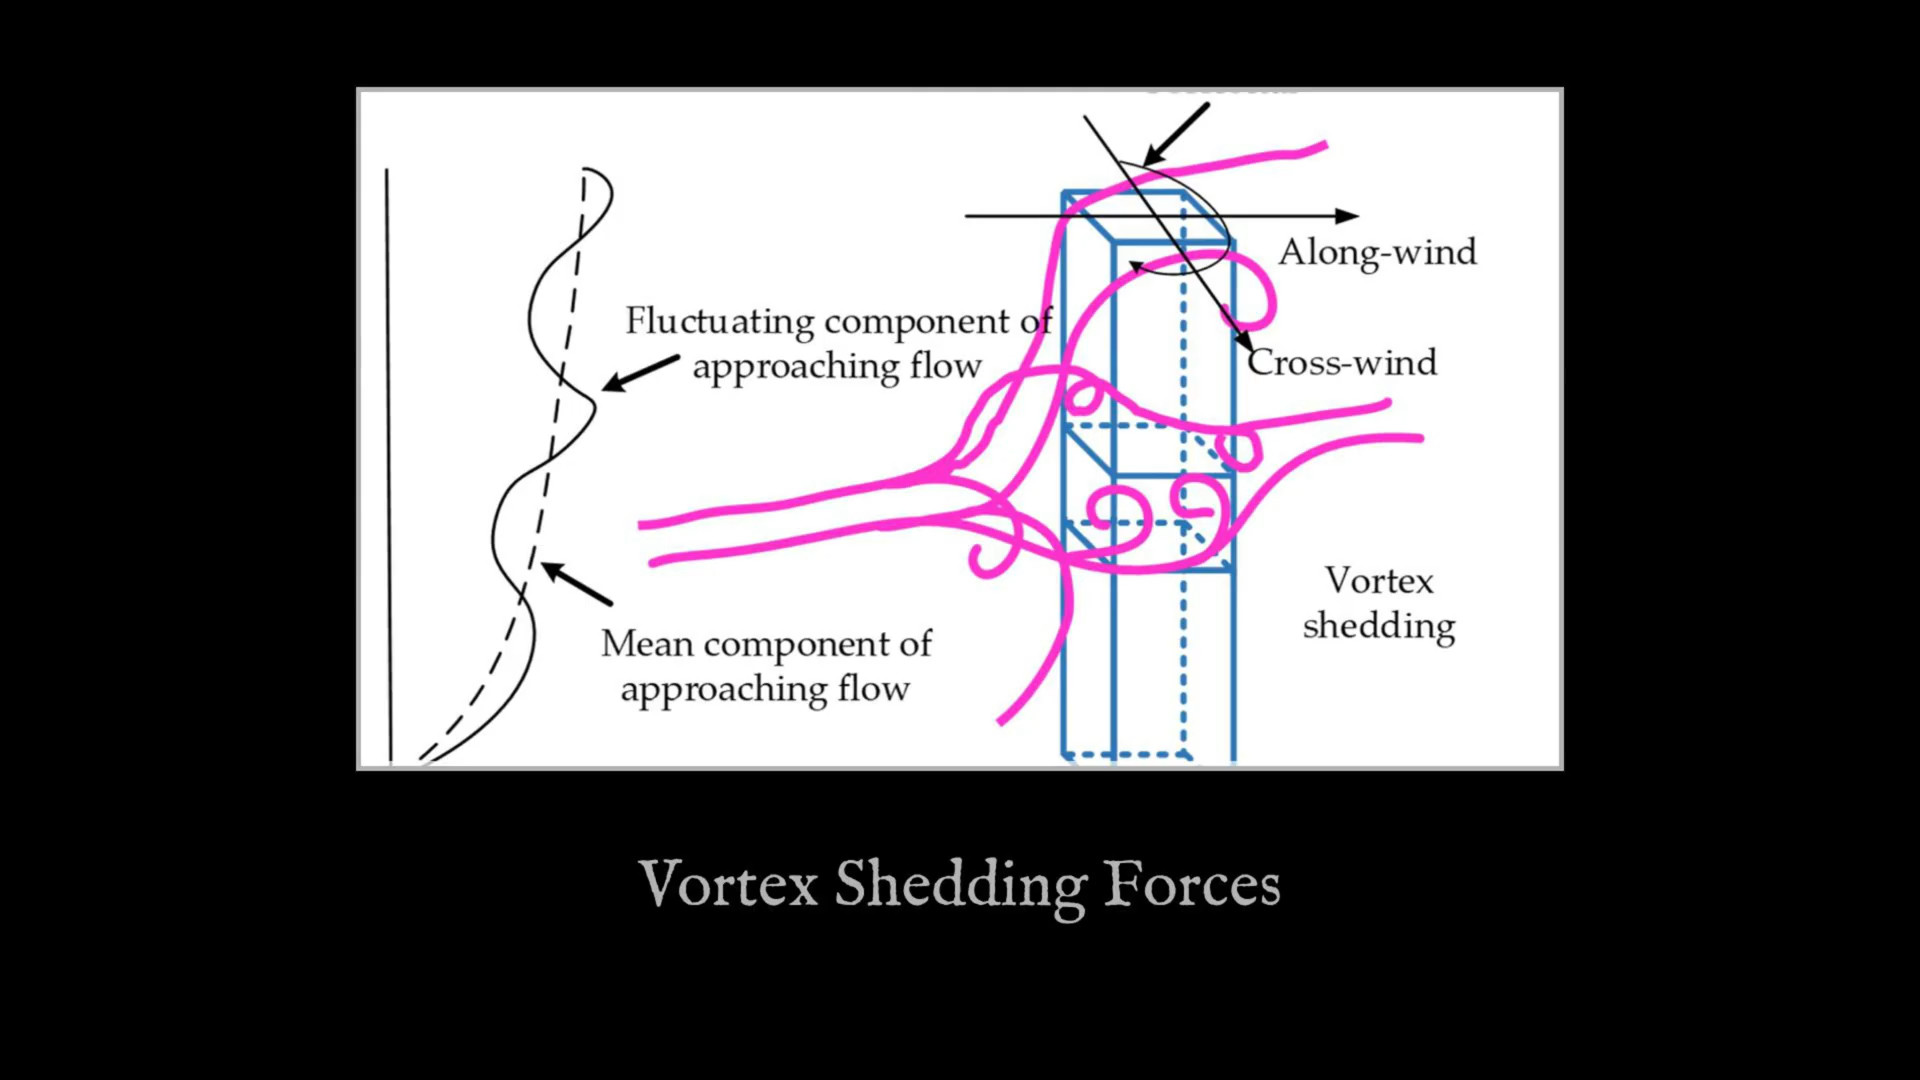 Along-wind
Fluctuating component of
approaching flow
Cross-wind
Vortex
shedding
Mean component of
approaching flow
Vortex Shedding Forces